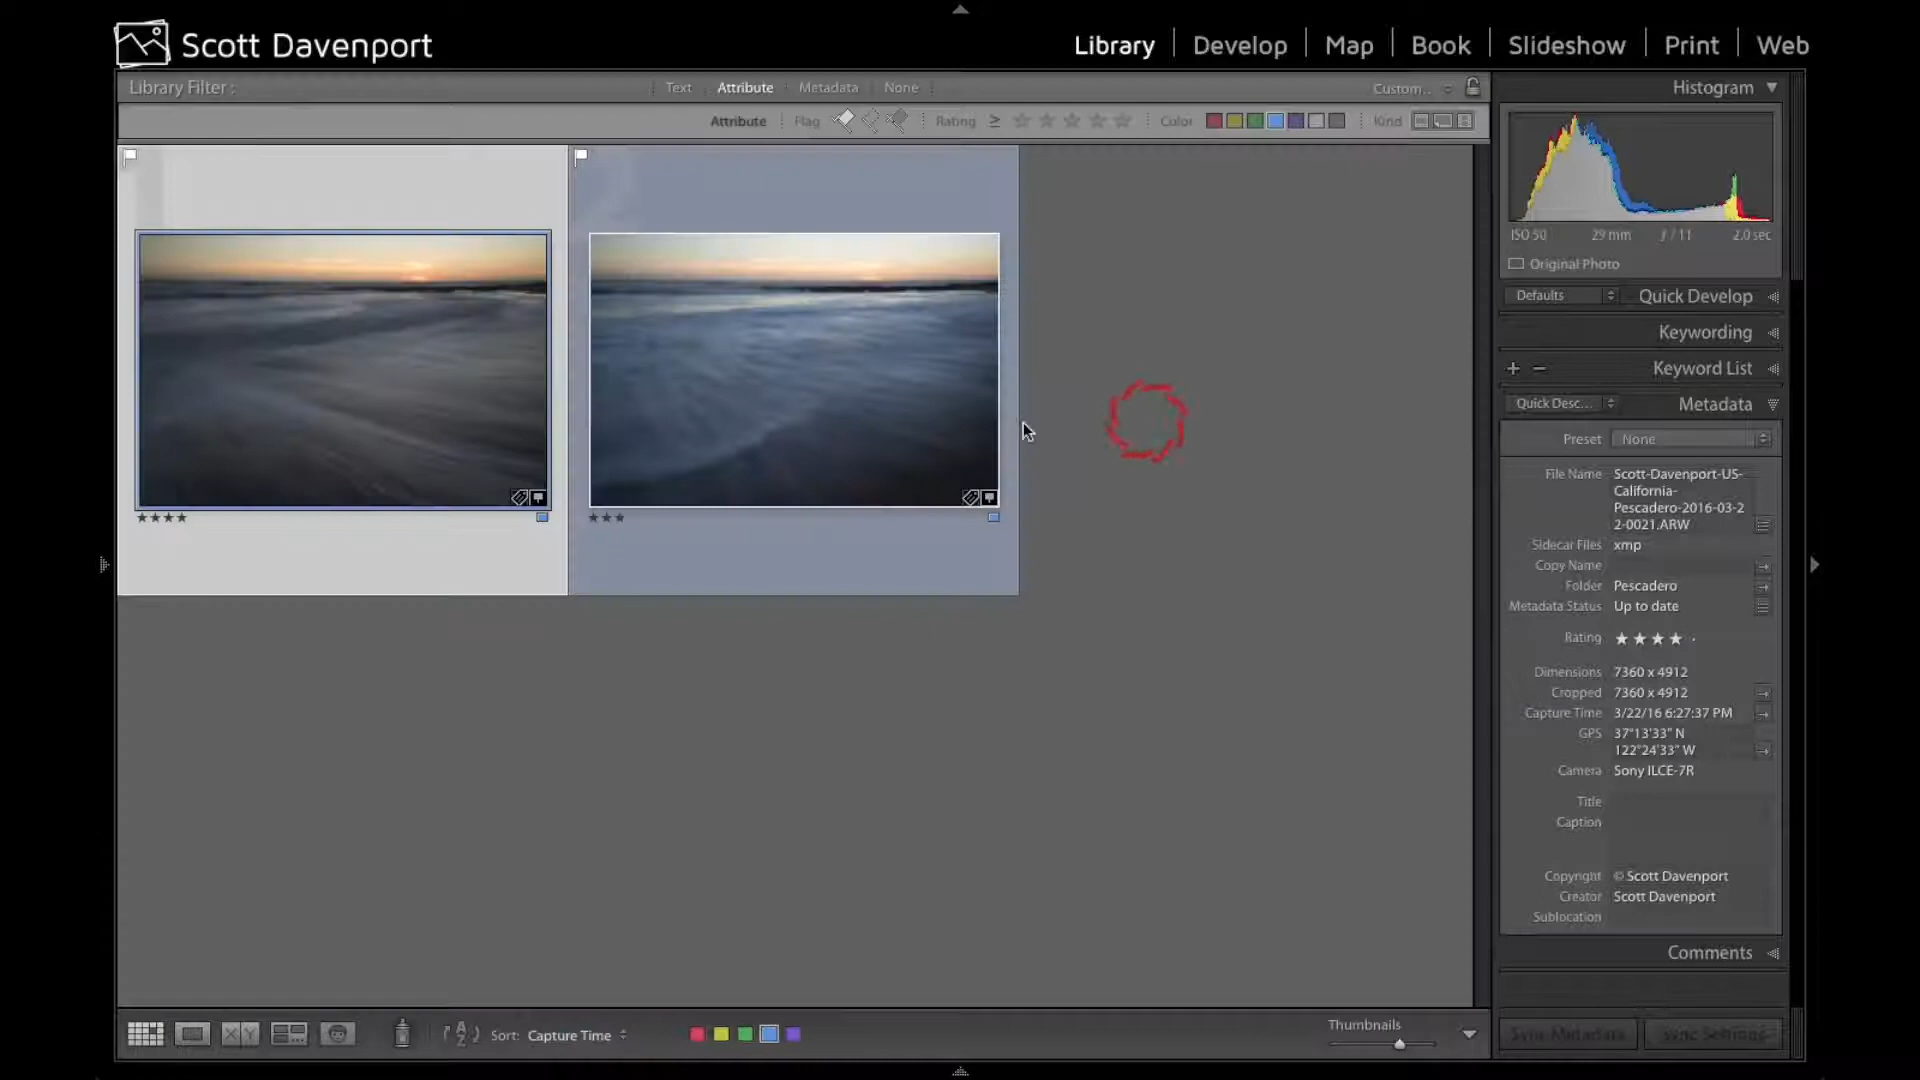 Scott Davenport
Library Develop Map Book Slideshow Print Web
Library Filter :
Text Attribute Metadata None
Custom...
Histogram
Attribute Flag Rating ≥ Color Kind
ISO 50 29 mm f / 11 2.0 sec
Original Photo
Defaults Quick Develop
Keywording
+ − Keyword List
Quick Desc... Metadata
Preset None
File Name Scott-Davenport-US-
California-
Pescadero-2016-03-2
2-0021.ARW
Sidecar Files xmp
Copy Name
Folder Pescadero
Metadata Status Up to date
Rating ★ ★ ★ ★ ·
Dimensions 7360 x 4912
Cropped 7360 x 4912
Capture Time 3/22/16 6:27:37 PM
GPS 37°13'33" N
122°24'33" W
Camera Sony ILCE-7R
Title
Caption
Copyright © Scott Davenport
Creator Scott Davenport
Sublocation
Comments
X Y
A Z
Sort: Capture Time
Thumbnails
Sync Metadata Sync Settings